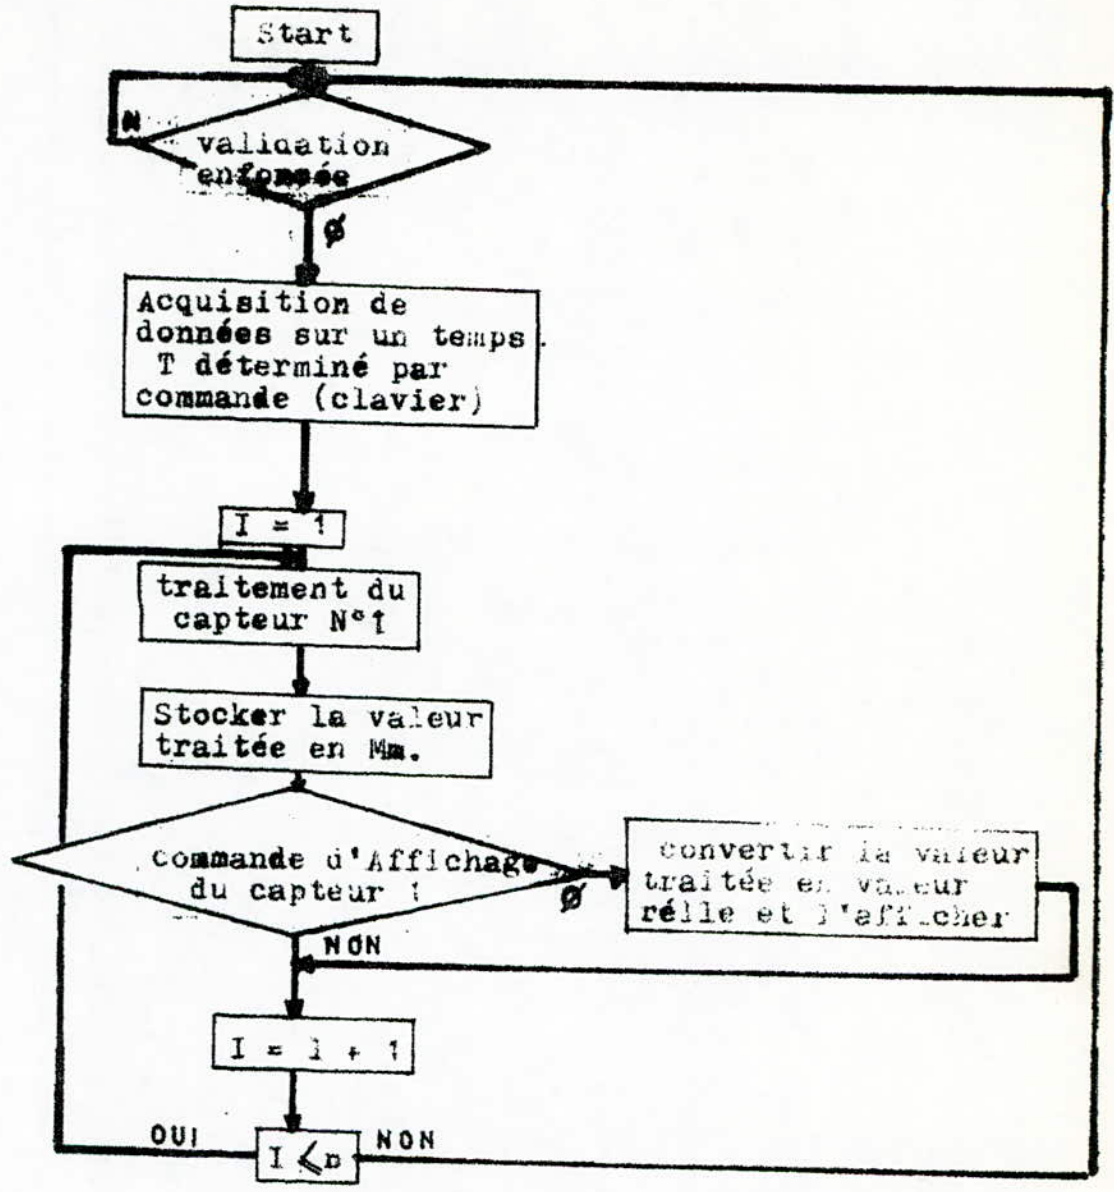 Start
N
validation
enfoncée
Ø
Acquisition de
données sur un temps
T déterminé par
commande (clavier)
I = 1
traitement du
capteur N°1
Stocker la valeur
traitée en Mm.
commande d'Affichage
du capteur 1
Ø
convertir la valeur
traitée en valeur
rélle et l'afficher
NON
I = 1 + 1
OUI
I ⩽ n
NON